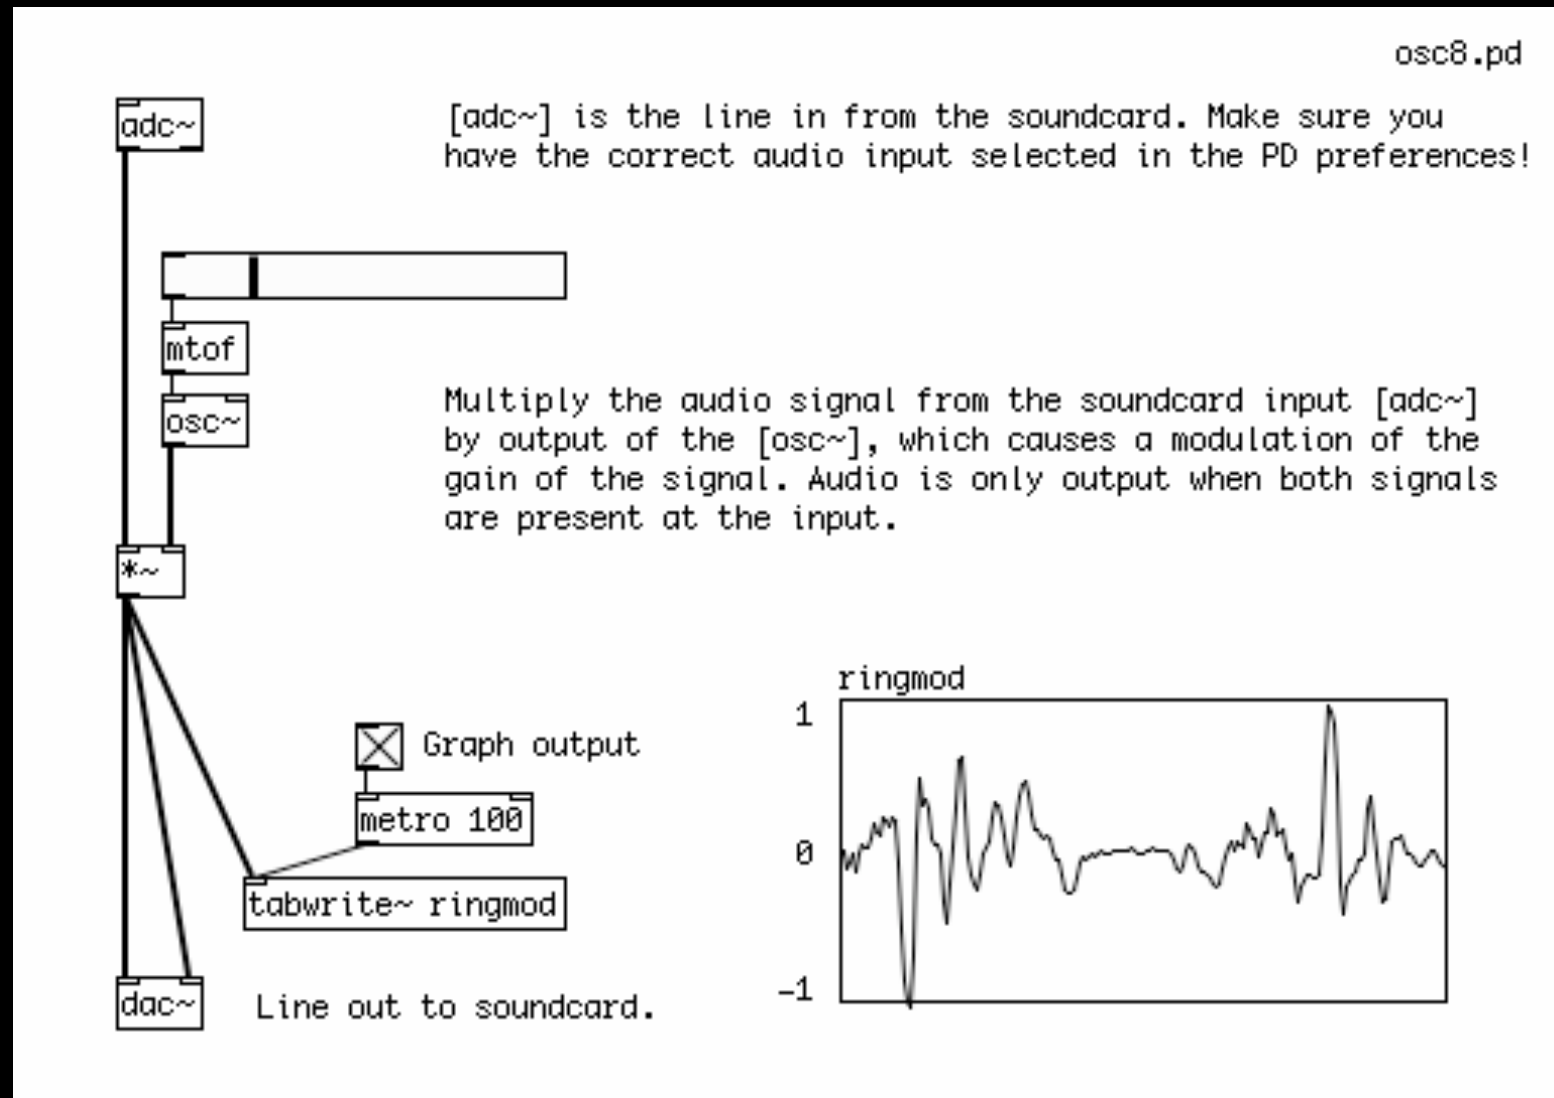 osc8.pd
adc~
[adc~] is the line in from the soundcard. Make sure you
have the correct audio input selected in the PD preferences!
mtof
osc~
Multiply the audio signal from the soundcard input [adc~]
by output of the [osc~], which causes a modulation of the
gain of the signal. Audio is only output when both signals
are present at the input.
*~
ringmod
1
0
-1
Graph output
metro 100
tabwrite~ ringmod
dac~
Line out to soundcard.